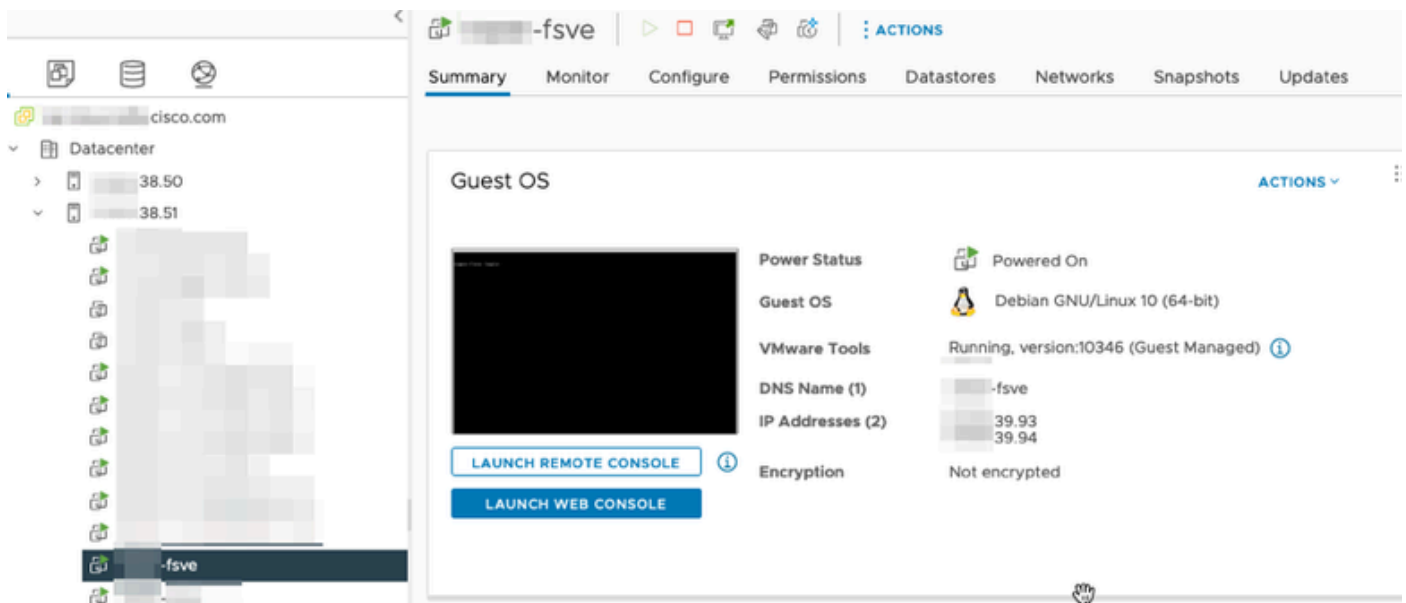 -fsve
ACTIONS
Summary Monitor Configure Permissions Datastores Networks Snapshots Updates
cisco.com
Datacenter
38.50
38.51
-fsve
Guest OS
ACTIONS
LAUNCH REMOTE CONSOLE
LAUNCH WEB CONSOLE
Power Status Powered On
Guest OS Debian GNU/Linux 10 (64-bit)
VMware Tools Running, version:10346 (Guest Managed)
DNS Name (1) -fsve
IP Addresses (2) 39.93
39.94
Encryption Not encrypted